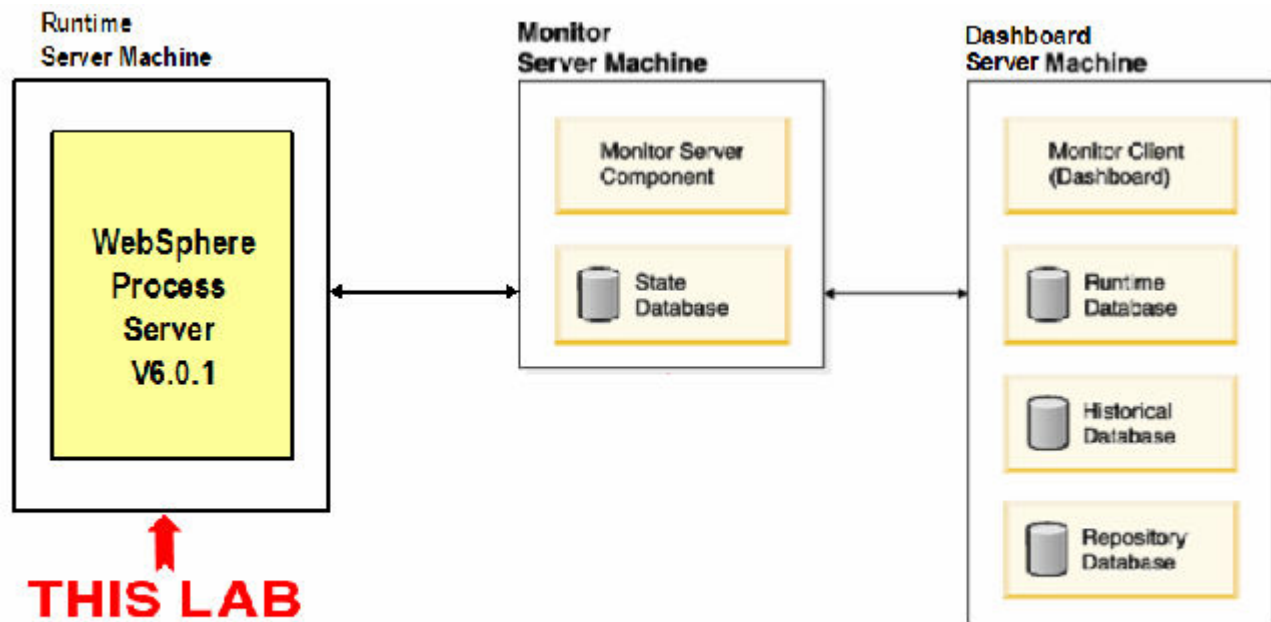 Runtime
Server Machine
WebSphere
Process
Server
V6.0.1
THIS LAB
Monitor
Server Machine
Monitor Server
Component
State
Database
Dashboard
Server Machine
Monitor Client
(Dashboard)
Runtime
Database
Historical
Database
Repository
Database